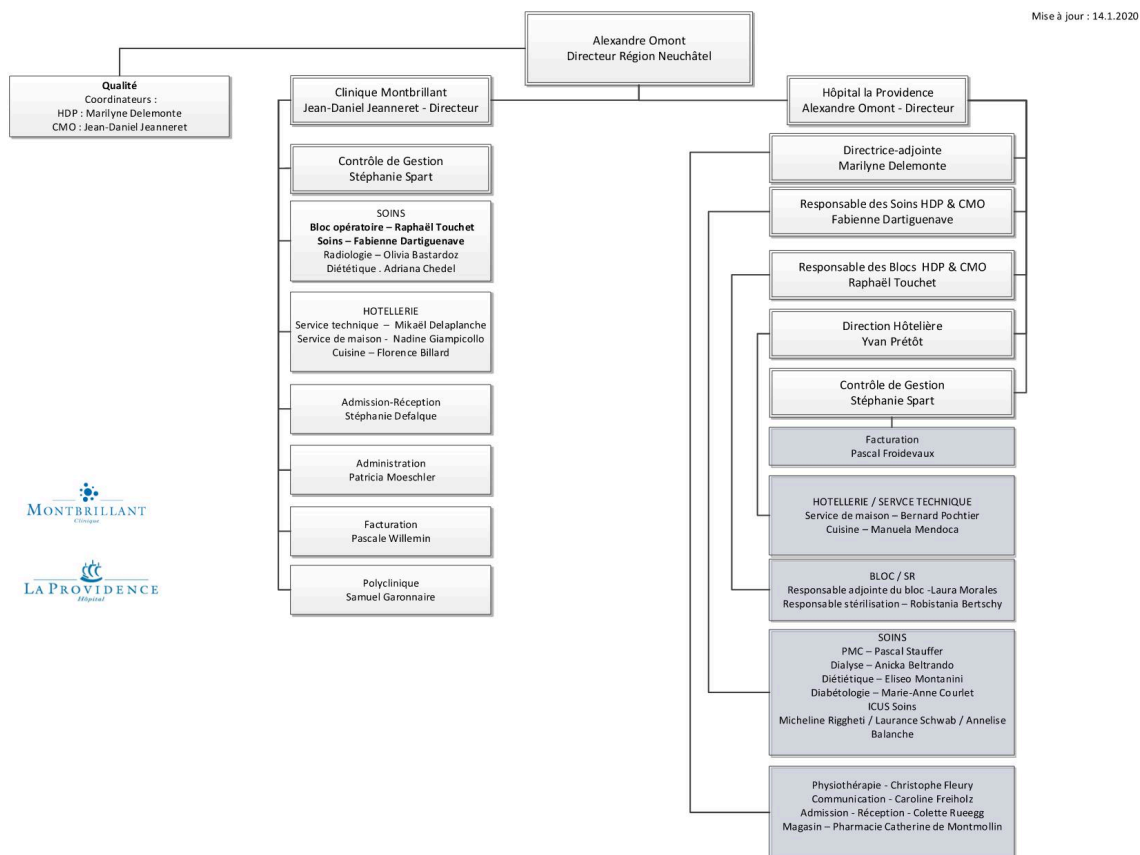 Mise à jour : 14.1.2020
Alexandre Omont
Directeur Région Neuchâtel
Qualité
Coordinateurs :
HDP : Marilyne Delemonte
CMO : Jean-Daniel Jeanneret
Clinique Montbrillant
Jean-Daniel Jeanneret - Directeur
Contrôle de Gestion
Stéphanie Spart
SOINS
Bloc opératoire – Raphaël Touchet
Soins – Fabienne Dartiguenave
Radiologie – Olivia Bastardoz
Diététique . Adriana Chedel
HOTELLERIE
Service technique – Mikaël Delaplanche
Service de maison - Nadine Giampicollo
Cuisine – Florence Billard
Admission-Réception
Stéphanie Defalque
Administration
Patricia Moeschler
Facturation
Pascale Willemin
Polyclinique
Samuel Garonnaire
Hôpital la Providence
Alexandre Omont - Directeur
Directrice-adjointe
Marilyne Delemonte
Responsable des Soins HDP & CMO
Fabienne Dartiguenave
Responsable des Blocs HDP & CMO
Raphaël Touchet
Direction Hôtelière
Yvan Prétôt
Contrôle de Gestion
Stéphanie Spart
Facturation
Pascal Froidevaux
HOTELLERIE / SERVCE TECHNIQUE
Service de maison – Bernard Pochtier
Cuisine – Manuela Mendoca
BLOC / SR
Responsable adjointe du bloc -Laura Morales
Responsable stérilisation – Robistania Bertschy
SOINS
PMC – Pascal Stauffer
Dialyse – Anicka Beltrando
Diétiétique – Eliseo Montanini
Diabétologie – Marie-Anne Courlet
ICUS Soins
Micheline Riggheti / Laurance Schwab / Annelise
Balanche
Physiothérapie - Christophe Fleury
Communication - Caroline Freiholz
Admission - Réception - Colette Rueegg
Magasin – Pharmacie Catherine de Montmollin
MONTBRILLANT
Clinique
LA PROVIDENCE
Hôpital